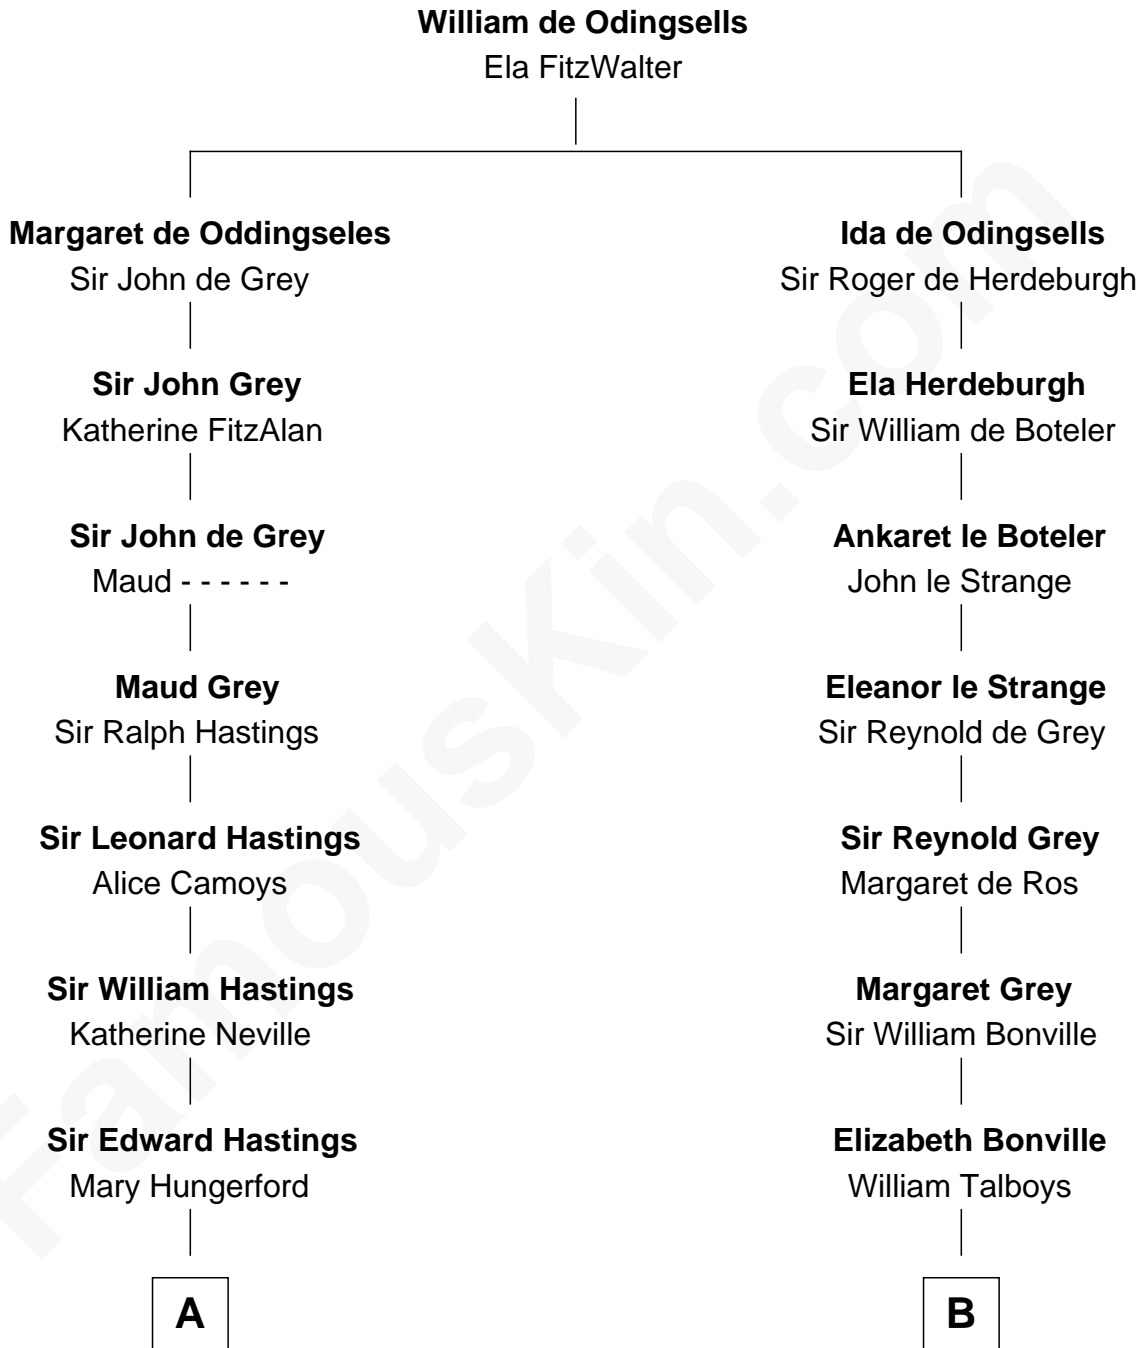 William de Odingsells
Ela FitzWalter
Margaret de Oddingseles
Sir John de Grey
Ida de Odingsells
Sir Roger de Herdeburgh
Sir John Grey
Katherine FitzAlan
Ela Herdeburgh
Sir William de Boteler
Sir John de Grey
Maud - - - - - -
Ankaret le Boteler
John le Strange
Maud Grey
Sir Ralph Hastings
Eleanor le Strange
Sir Reynold de Grey
Sir Leonard Hastings
Alice Camoys
Sir Reynold Grey
Margaret de Ros
Sir William Hastings
Katherine Neville
Margaret Grey
Sir William Bonville
Sir Edward Hastings
Mary Hungerford
Elizabeth Bonville
William Talboys
A
B
FamousKin.com